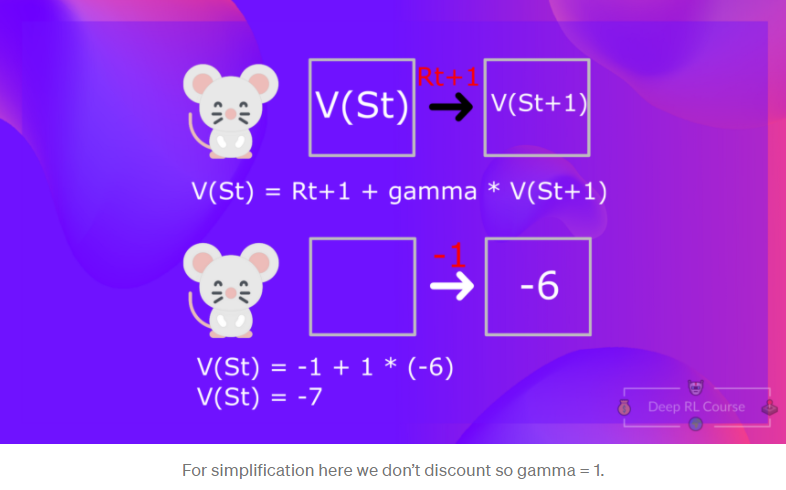 Rt+1
V(St) → V(St+1)
V(St) = Rt+1 + gamma * V(St+1)
-1
→ -6
V(St) = -1 + 1 * (-6)
V(St) = -7
Deep RL Course
For simplification here we don’t discount so gamma = 1.